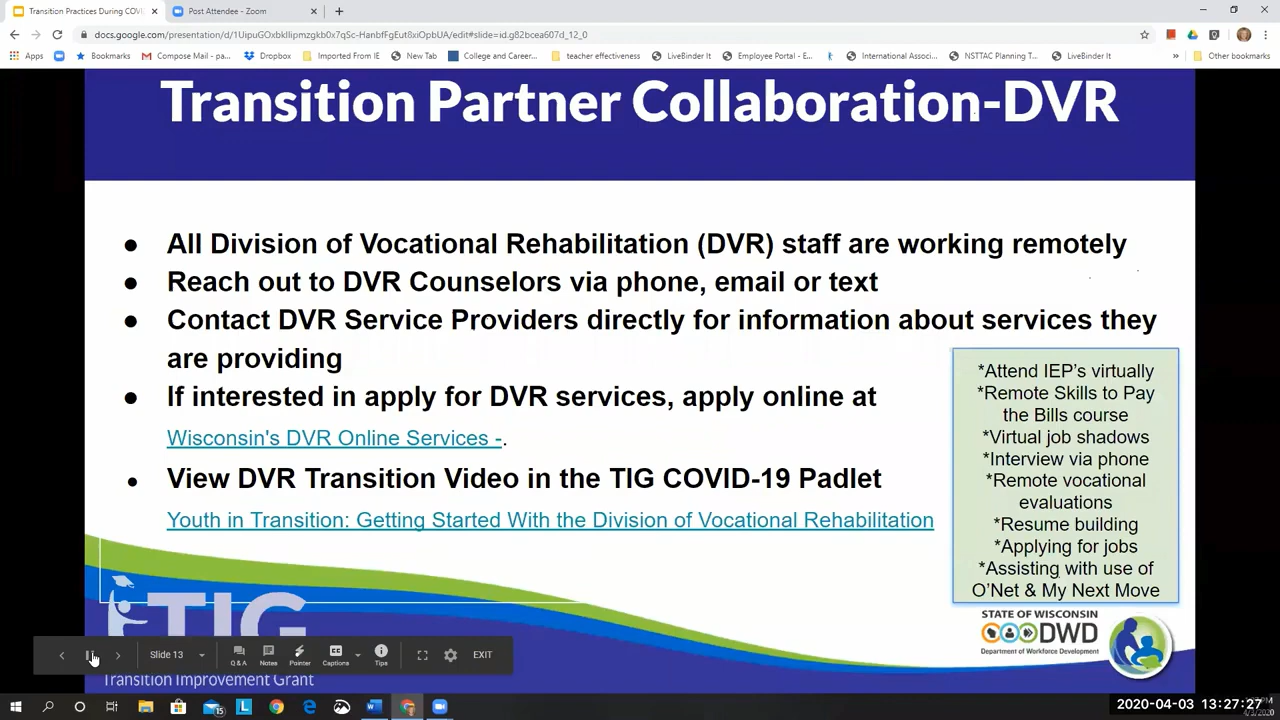 Transition Practices During COVI
Post Attendee - Zoom
docs.google.com/presentation/d/1UipuGOxbklIipmzgkb0x7qSc-HanbfFgEut8xiOpbUA/edit#slide=id.g82bcea607d_12_0
Apps
Bookmarks
Compose Mail - pa...
Dropbox
Imported From IE
New Tab
College and Career...
teacher effectiveness
LiveBinder It
Employee Portal - E...
International Associ...
NSTTAC Planning T...
LiveBinder It
»
Other bookmarks
Transition Partner Collaboration-DVR
● All Division of Vocational Rehabilitation (DVR) staff are working remotely
● Reach out to DVR Counselors via phone, email or text
● Contact DVR Service Providers directly for information about services they
are providing
● If interested in apply for DVR services, apply online at
Wisconsin's DVR Online Services -.
● View DVR Transition Video in the TIG COVID-19 Padlet
Youth in Transition: Getting Started With the Division of Vocational Rehabilitation
*Attend IEP's virtually
*Remote Skills to Pay
the Bills course
*Virtual job shadows
*Interview via phone
*Remote vocational
evaluations
*Resume building
*Applying for jobs
*Assisting with use of
O'Net & My Next Move
STATE OF WISCONSIN
DWD
Department of Workforce Development
TIG
Transition Improvement Grant
Slide 13
Q&A
Notes
Pointer
Captions
Tips
EXIT
15
2020-04-03 13:27:27